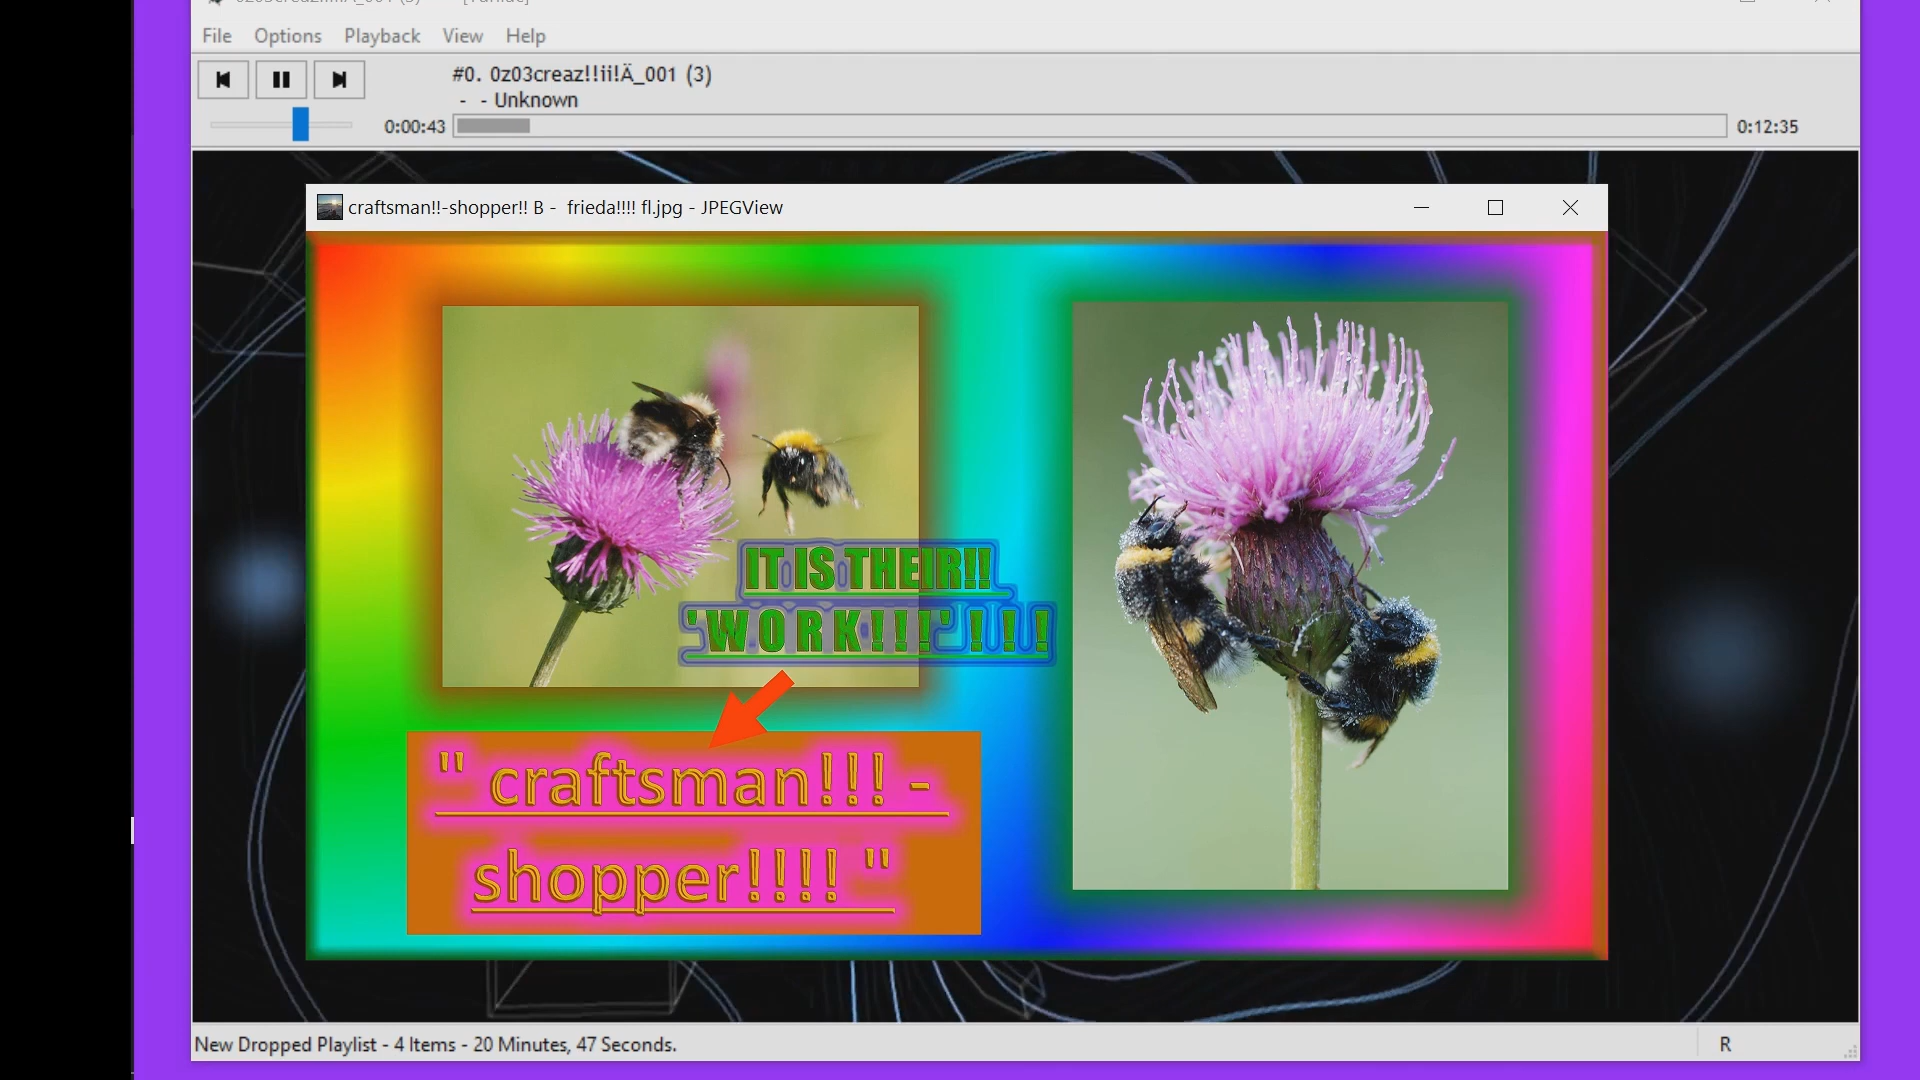 File Options Playback View Help
#0. 0z03creaz!!ii!Ä_001 (3)
- - Unknown
0:00:43 0:12:35
craftsman!!-shopper!! B - frieda!!!! fl.jpg - JPEGView
IT IS THEIR!!
'WORK!!!' ! ! !
" craftsman!!! -
shopper!!!! "
New Dropped Playlist - 4 Items - 20 Minutes, 47 Seconds. R